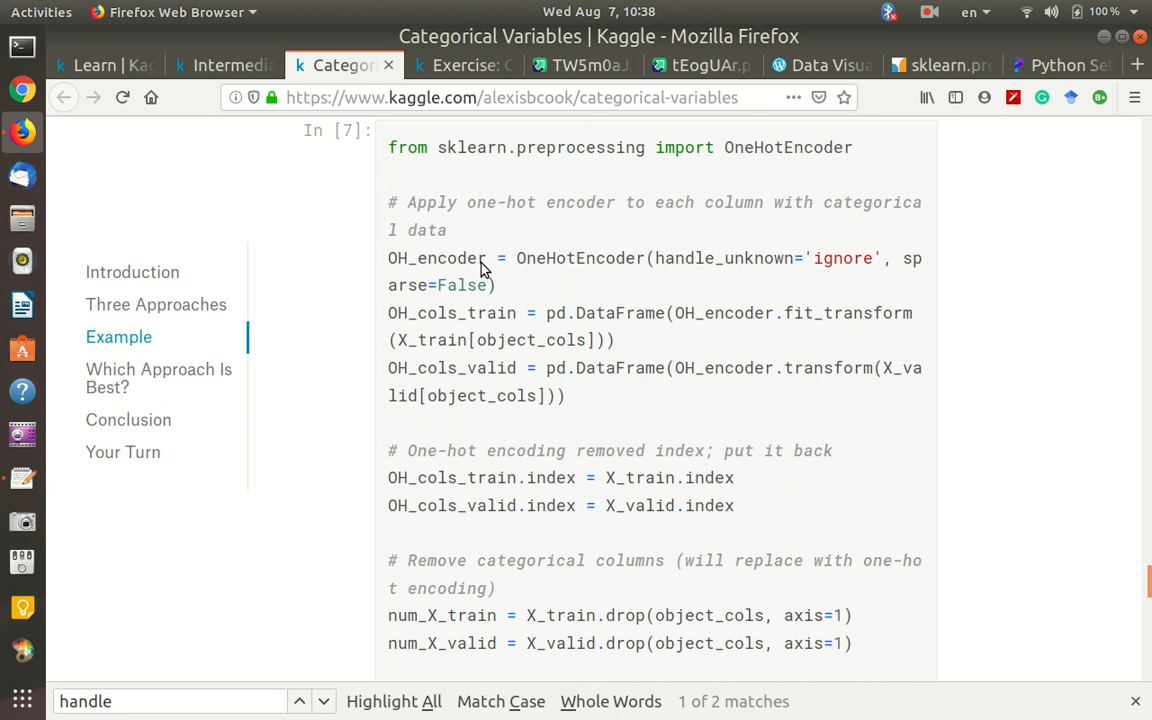 Activities Firefox Web Browser Wed Aug 7, 10:38 en 100 %
Categorical Variables | Kaggle - Mozilla Firefox
Learn | Kag Intermedia Categor Exercise: C TW5m0aJ. tEogUAr.p Data Visua sklearn.pre Python Set
https://www.kaggle.com/alexisbcook/categorical-variables
In [7]:
from sklearn.preprocessing import OneHotEncoder
# Apply one-hot encoder to each column with categorica
l data
OH_encoder = OneHotEncoder(handle_unknown='ignore', sp
arse=False)
OH_cols_train = pd.DataFrame(OH_encoder.fit_transform
(X_train[object_cols]))
OH_cols_valid = pd.DataFrame(OH_encoder.transform(X_va
lid[object_cols]))
# One-hot encoding removed index; put it back
OH_cols_train.index = X_train.index
OH_cols_valid.index = X_valid.index
# Remove categorical columns (will replace with one-ho
t encoding)
num_X_train = X_train.drop(object_cols, axis=1)
num_X_valid = X_valid.drop(object_cols, axis=1)
Introduction
Three Approaches
Example
Which Approach Is
Best?
Conclusion
Your Turn
handle Highlight All Match Case Whole Words 1 of 2 matches